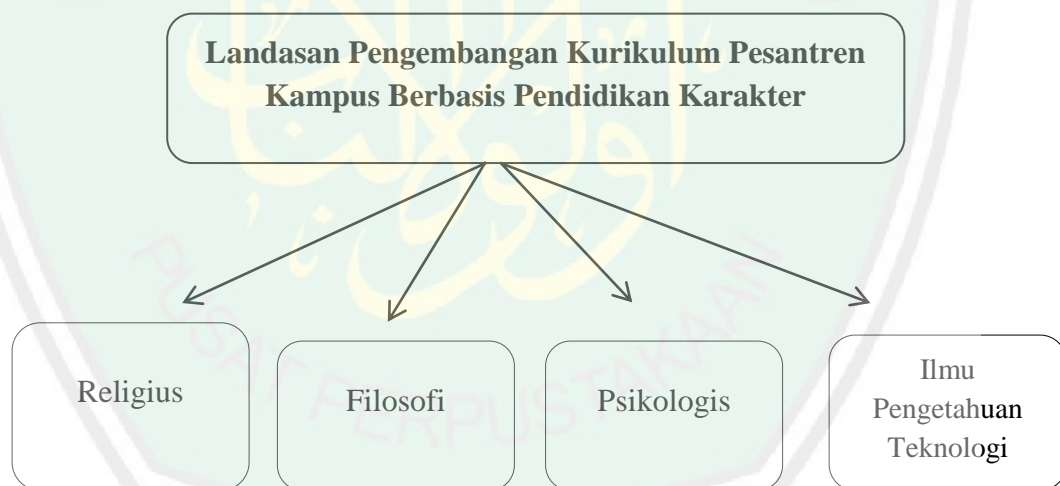 Landasan Pengembangan Kurikulum Pesantren
Kampus Berbasis Pendidikan Karakter
Religius
Filosofi
Psikologis
Ilmu
Pengetahuan
Teknologi
PUSAT PERPUSTAKAAN